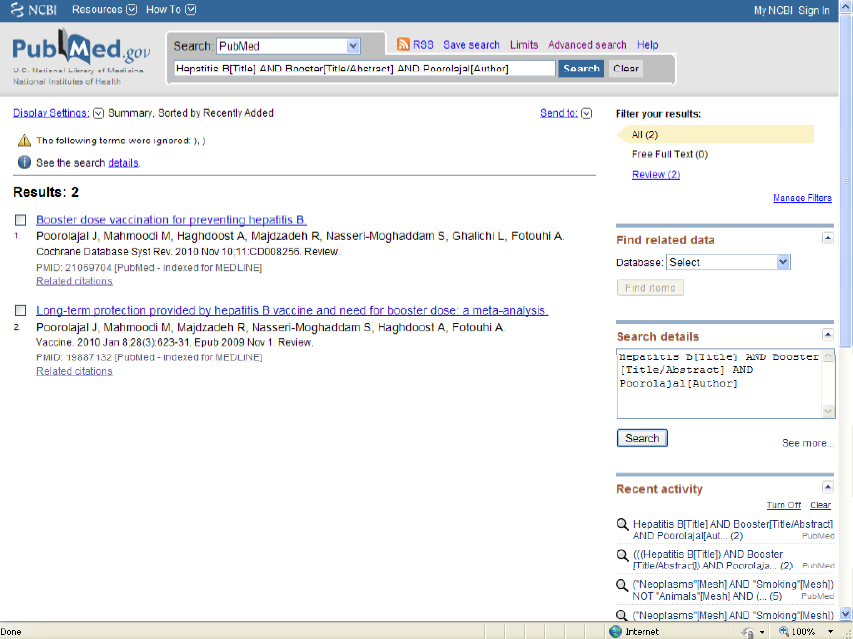 NCBI Resources How To My NCBI Sign In
PubMed.gov
U.S. National Library of Medicine
National Institutes of Health
Search: PubMed
RSS Save search Limits Advanced search Help
Hepatitis B[Title] AND Booster[Title/Abstract] AND Poorolajal[Author]
Search Clear
Display Settings: Summary, Sorted by Recently Added
Send to:
The following terms were ignored: ), )
See the search details.
Results: 2
Booster dose vaccination for preventing hepatitis B.
1. Poorolajal J, Mahmoodi M, Haghdoost A, Majdzadeh R, Nasseri-Moghaddam S, Ghalichi L, Fotouhi A.
Cochrane Database Syst Rev. 2010 Nov 10;11:CD008256. Review.
PMID: 21069704 [PubMed - indexed for MEDLINE]
Related citations
Long-term protection provided by hepatitis B vaccine and need for booster dose: a meta-analysis.
2. Poorolajal J, Mahmoodi M, Majdzadeh R, Nasseri-Moghaddam S, Haghdoost A, Fotouhi A.
Vaccine. 2010 Jan 8;28(3):623-31. Epub 2009 Nov 1. Review.
PMID: 19887132 [PubMed - indexed for MEDLINE]
Related citations
Filter your results:
All (2)
Free Full Text (0)
Review (2)
Manage Filters
Find related data
Database: Select
Find items
Search details
Hepatitis B[Title] AND Booster
[Title/Abstract] AND
Poorolajal[Author]
Search
See more...
Recent activity
Turn Off Clear
Hepatitis B[Title] AND Booster[Title/Abstract]
AND Poorolajal[Aut... (2) PubMed
(((Hepatitis B[Title]) AND Booster
[Title/Abstract]) AND Poorolaja... (2) PubMed
("Neoplasms"[Mesh] AND "Smoking"[Mesh])
NOT "Animals"[Mesh] AND (... (5) PubMed
("Neoplasms"[Mesh] AND "Smoking"[Mesh])
Done Internet 100%